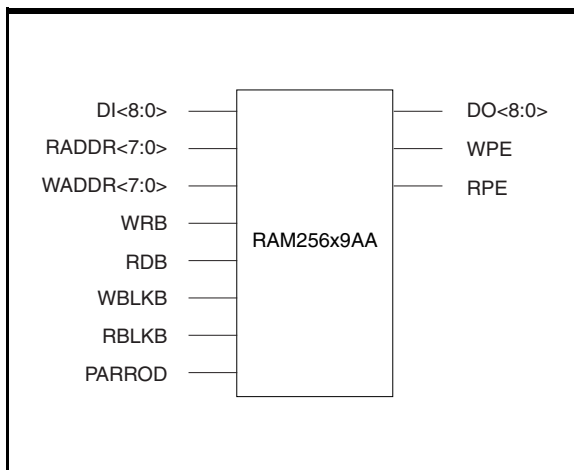 DI<8:0>
RADDR<7:0>
WADDR<7:0>
WRB
RDB
WBLKB
RBLKB
PARROD
RAM256x9AA
DO<8:0>
WPE
RPE